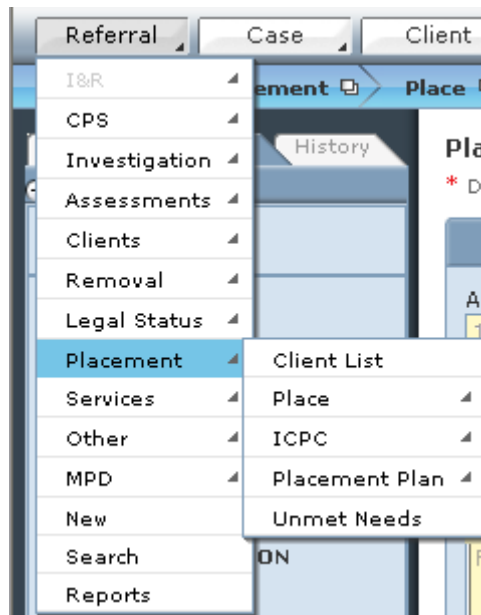 Referral Case Client
I&R ement Place
CPS
Investigation History Pla
Assessments * D
Clients
Removal A
Legal Status 1
Placement Client List
Services Place
Other ICPC
MPD Placement Plan
New Unmet Needs
Search ON
Reports